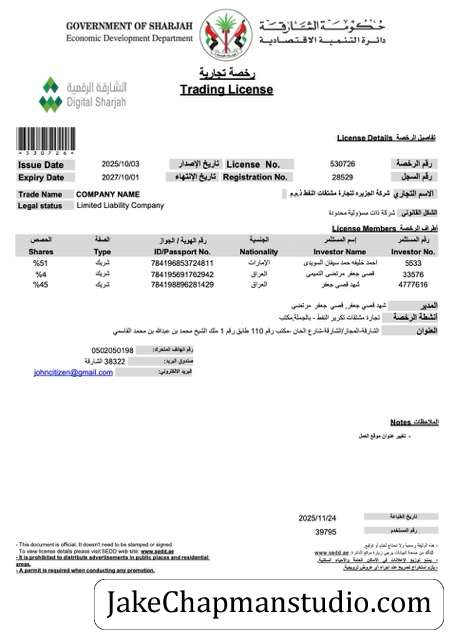 GOVERNMENT OF SHARJAH
Economic Development Department
حكومة الشارقة
دائرة التنمية الاقتصادية
رخصة تجارية
Trading License
الشارقة الرقمية
Digital Sharjah
License Details تفاصيل الرخصة
*530726*
Issue Date 2025/10/03 تاريخ الإصدار License No. 530726 رقم الرخصة
Expiry Date 2027/10/01 تاريخ الإنتهاء Registration No. 28529 رقم السجل
Trade Name COMPANY NAME شركة الجزيره لتجارة مشتقات النفط ذ.م.م الاسم التجاري
Legal status Limited Liability Company شركة ذات مسؤولية محدودة الشكل القانوني
License Members أطراف الرخصة
الحصص الصفة رقم الهوية / الجواز الجنسية إسم المستثمر رقم المستثمر
Shares Type ID/Passport No. Nationality Investor Name Investor No.
%51 شريك 784196853724811 الإمارات احمد خليفه حمد سيفان السويدي 5533
%4 شريك 784195691762942 العراق قصي جعفر مرتضى التميمي 33576
%45 شريك 784198896281429 العراق شهد قصي جعفر 4777616
المدير شهد قصي جعفر, قصي جعفر مرتضى
أنشطة الرخصة تجارة مشتقات تكرير النفط - بالجملة,مكتب
العنوان الشارقة-المجاز/الشارقة-شارع الخان -مكتب رقم 110 طابق رقم 1 ملك الشيخ محمد بن عبدالله بن محمد القاسمي
رقم الهاتف المتحرك: 0502050198
صندوق البريد: 38322 الشارقة
البريد الالكتروني: johncitizen@gmail.com
Notes الملاحظات
- تغيير عنوان موقع العمل
تاريخ الطباعة 2025/11/24
رقم المستخدم 39795
- This document is official. It doesn't need to be stamped or signed.
To view license details please visit SEDD web site: www.sedd.ae
- It is prohibited to distribute advertisements in public places and residential areas.
- A permit is required when conducting any promotion.
- هذه الوثيقة رسمية ولا تحتاج لختم أو توقيع.
للتأكد من صحة البيانات يرجى زيارة موقع الدائرة: www.sedd.ae
- يمنع توزيع الاعلانات في الأماكن العامة والأحياء السكنية.
- يلزم استخراج تصريح عند اجراء أي عروض ترويجية.
JakeChapmanstudio.com